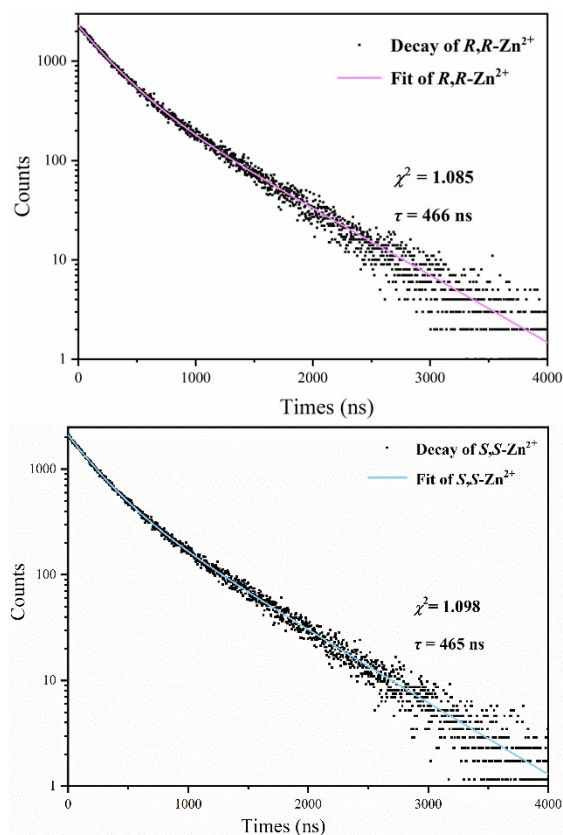 Decay of R,R-Zn²⁺
Fit of R,R-Zn²⁺
1000
100
10
1
Counts
χ² = 1.085
τ = 466 ns
0 1000 2000 3000 4000
Times (ns)
Decay of S,S-Zn²⁺
Fit of S,S-Zn²⁺
1000
100
10
1
Counts
χ²= 1.098
τ = 465 ns
0 1000 2000 3000 4000
Times (ns)